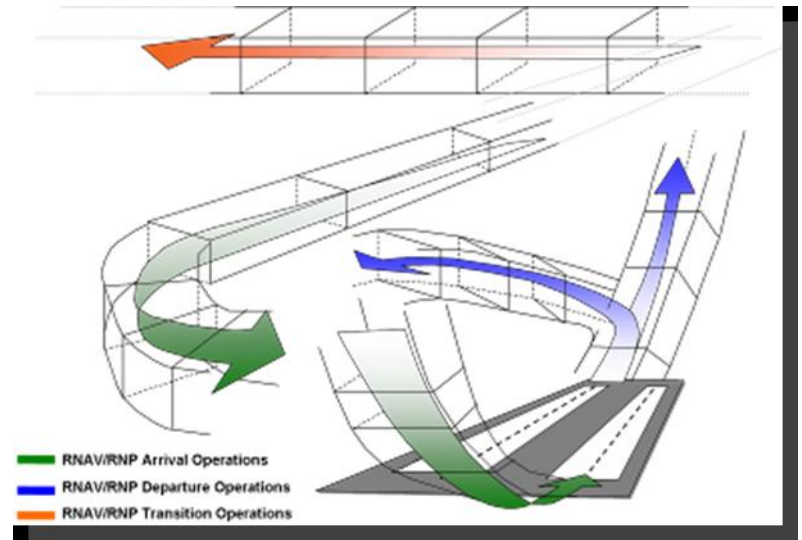 RNAV/RNP Arrival Operations
RNAV/RNP Departure Operations
RNAV/RNP Transition Operations